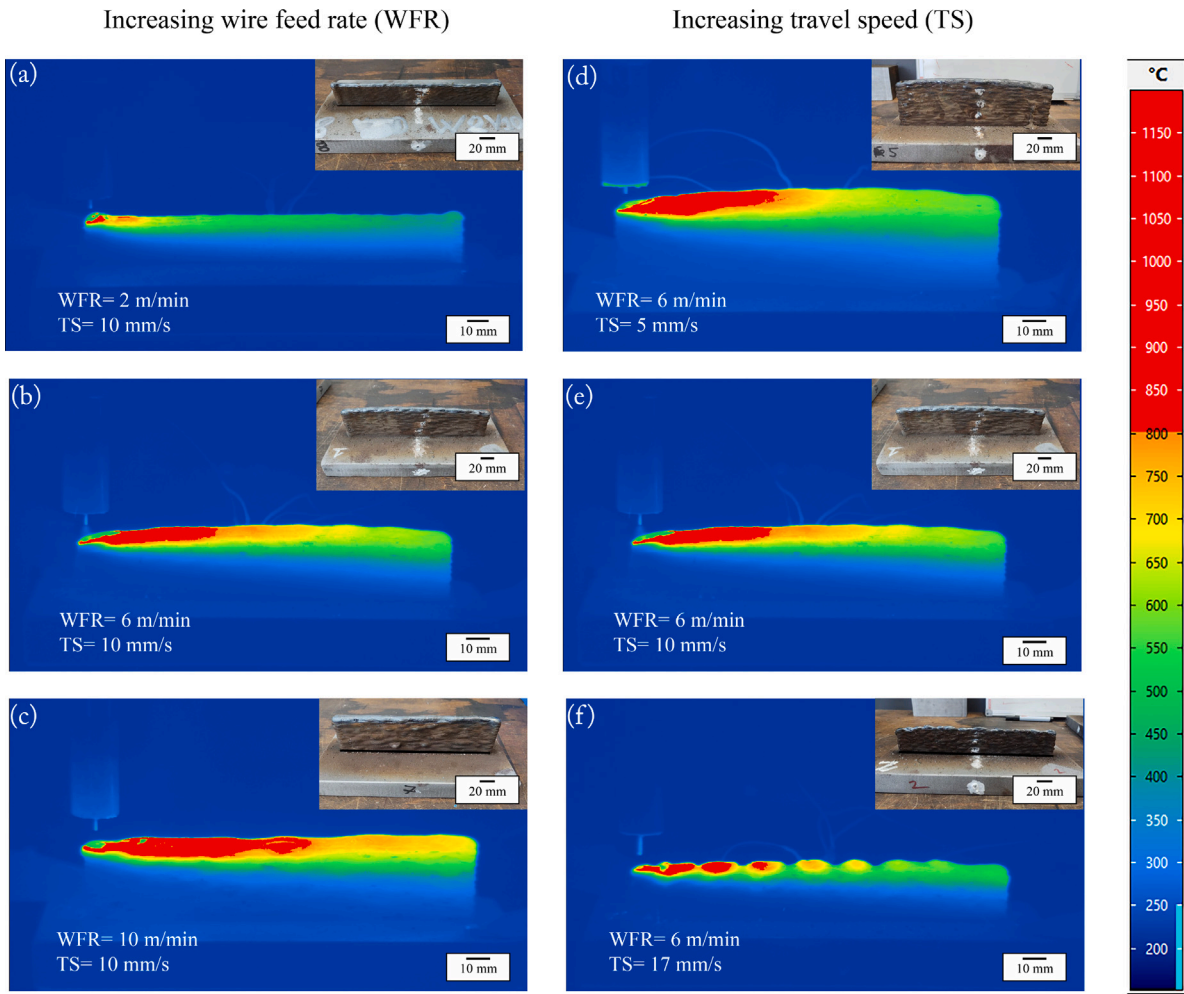 Increasing wire feed rate (WFR)
Increasing travel speed (TS)
(a)
20 mm
WFR= 2 m/min
TS= 10 mm/s
10 mm
(d)
20 mm
WFR= 6 m/min
TS= 5 mm/s
10 mm
(b)
20 mm
WFR= 6 m/min
TS= 10 mm/s
10 mm
(e)
20 mm
WFR= 6 m/min
TS= 10 mm/s
10 mm
(c)
20 mm
WFR= 10 m/min
TS= 10 mm/s
10 mm
(f)
2
20 mm
WFR= 6 m/min
TS= 17 mm/s
10 mm
°C
1150
1100
1050
1000
950
900
850
800
750
700
650
600
550
500
450
400
350
300
250
200